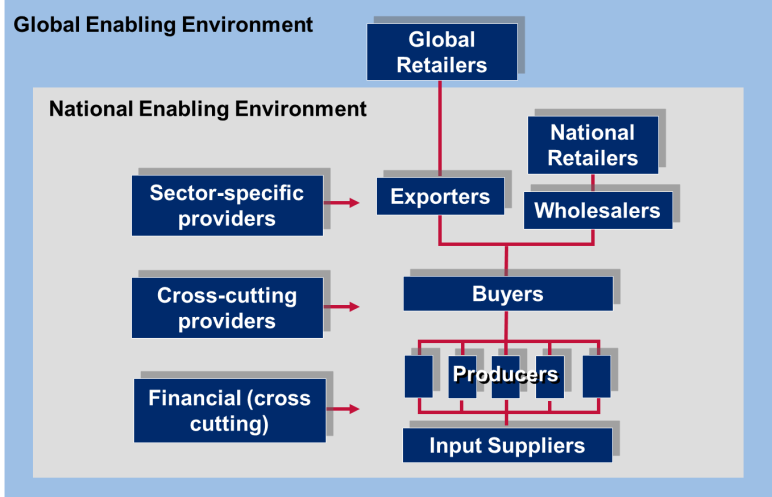 Global Enabling Environment
Global
Retailers
National Enabling Environment
National
Retailers
Sector-specific
providers
Exporters
Wholesalers
Cross-cutting
providers
Buyers
Producers
Financial (cross
cutting)
Input Suppliers